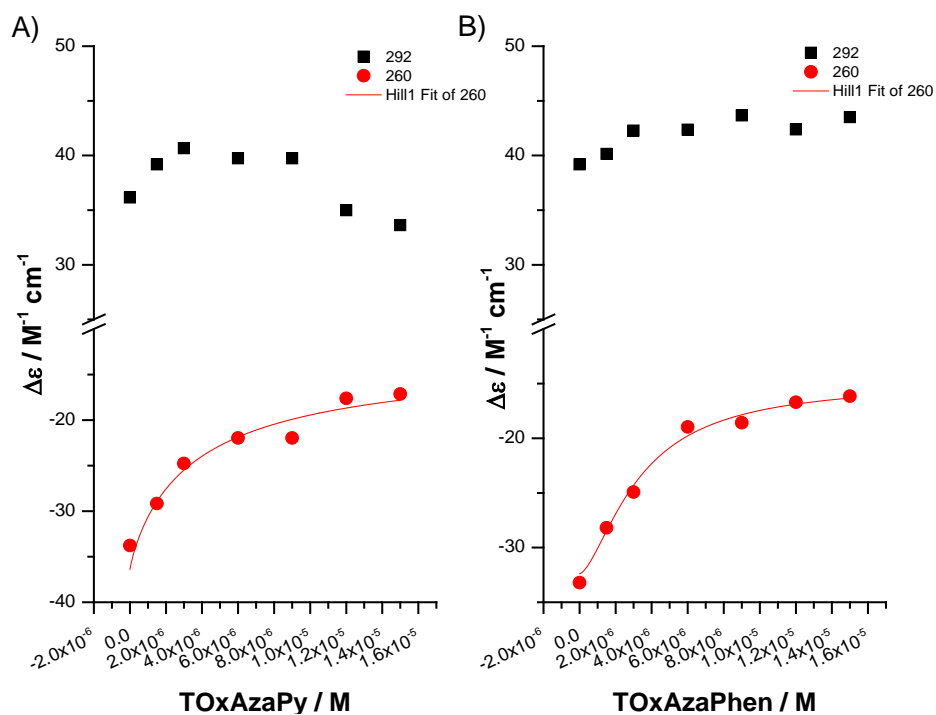 A)
50
40
30
-20
-30
-40
Δε / M⁻¹ cm⁻¹
292
260
Hill1 Fit of 260
-2.0x10⁻⁶
0.0
2.0x10⁻⁶
4.0x10⁻⁶
6.0x10⁻⁶
8.0x10⁻⁶
1.0x10⁻⁵
1.2x10⁻⁵
1.4x10⁻⁵
1.6x10⁻⁵
TOxAzaPy / M
B)
50
40
30
-20
-30
Δε / M⁻¹ cm⁻¹
292
260
Hill1 Fit of 260
-2.0x10⁻⁶
0.0
2.0x10⁻⁶
4.0x10⁻⁶
6.0x10⁻⁶
8.0x10⁻⁶
1.0x10⁻⁵
1.2x10⁻⁵
1.4x10⁻⁵
1.6x10⁻⁵
TOxAzaPhen / M